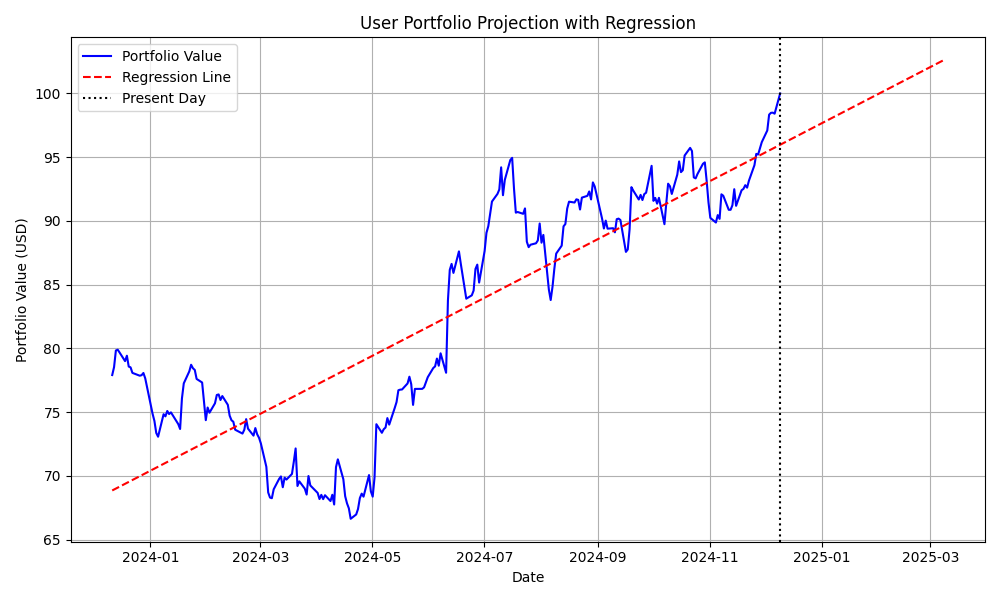 User Portfolio Projection with Regression
Portfolio Value
Regression Line
Present Day
Portfolio Value (USD)
100
95
90
85
80
75
70
65
2024-01
2024-03
2024-05
2024-07
2024-09
2024-11
2025-01
2025-03
Date